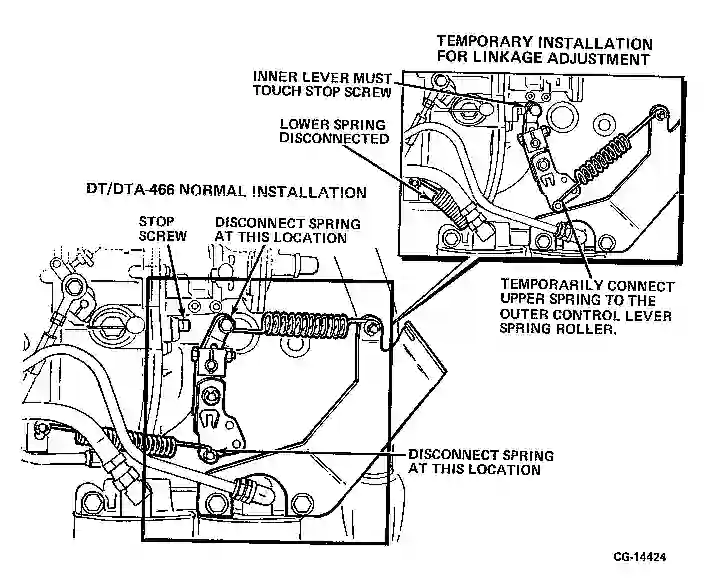 TEMPORARY INSTALLATION
FOR LINKAGE ADJUSTMENT
INNER LEVER MUST
TOUCH STOP SCREW
LOWER SPRING
DISCONNECTED
DT/DTA-466 NORMAL INSTALLATION
STOP
SCREW
DISCONNECT SPRING
AT THIS LOCATION
TEMPORARILY CONNECT
UPPER SPRING TO THE
OUTER CONTROL LEVER
SPRING ROLLER.
DISCONNECT SPRING
AT THIS LOCATION
CG-14424